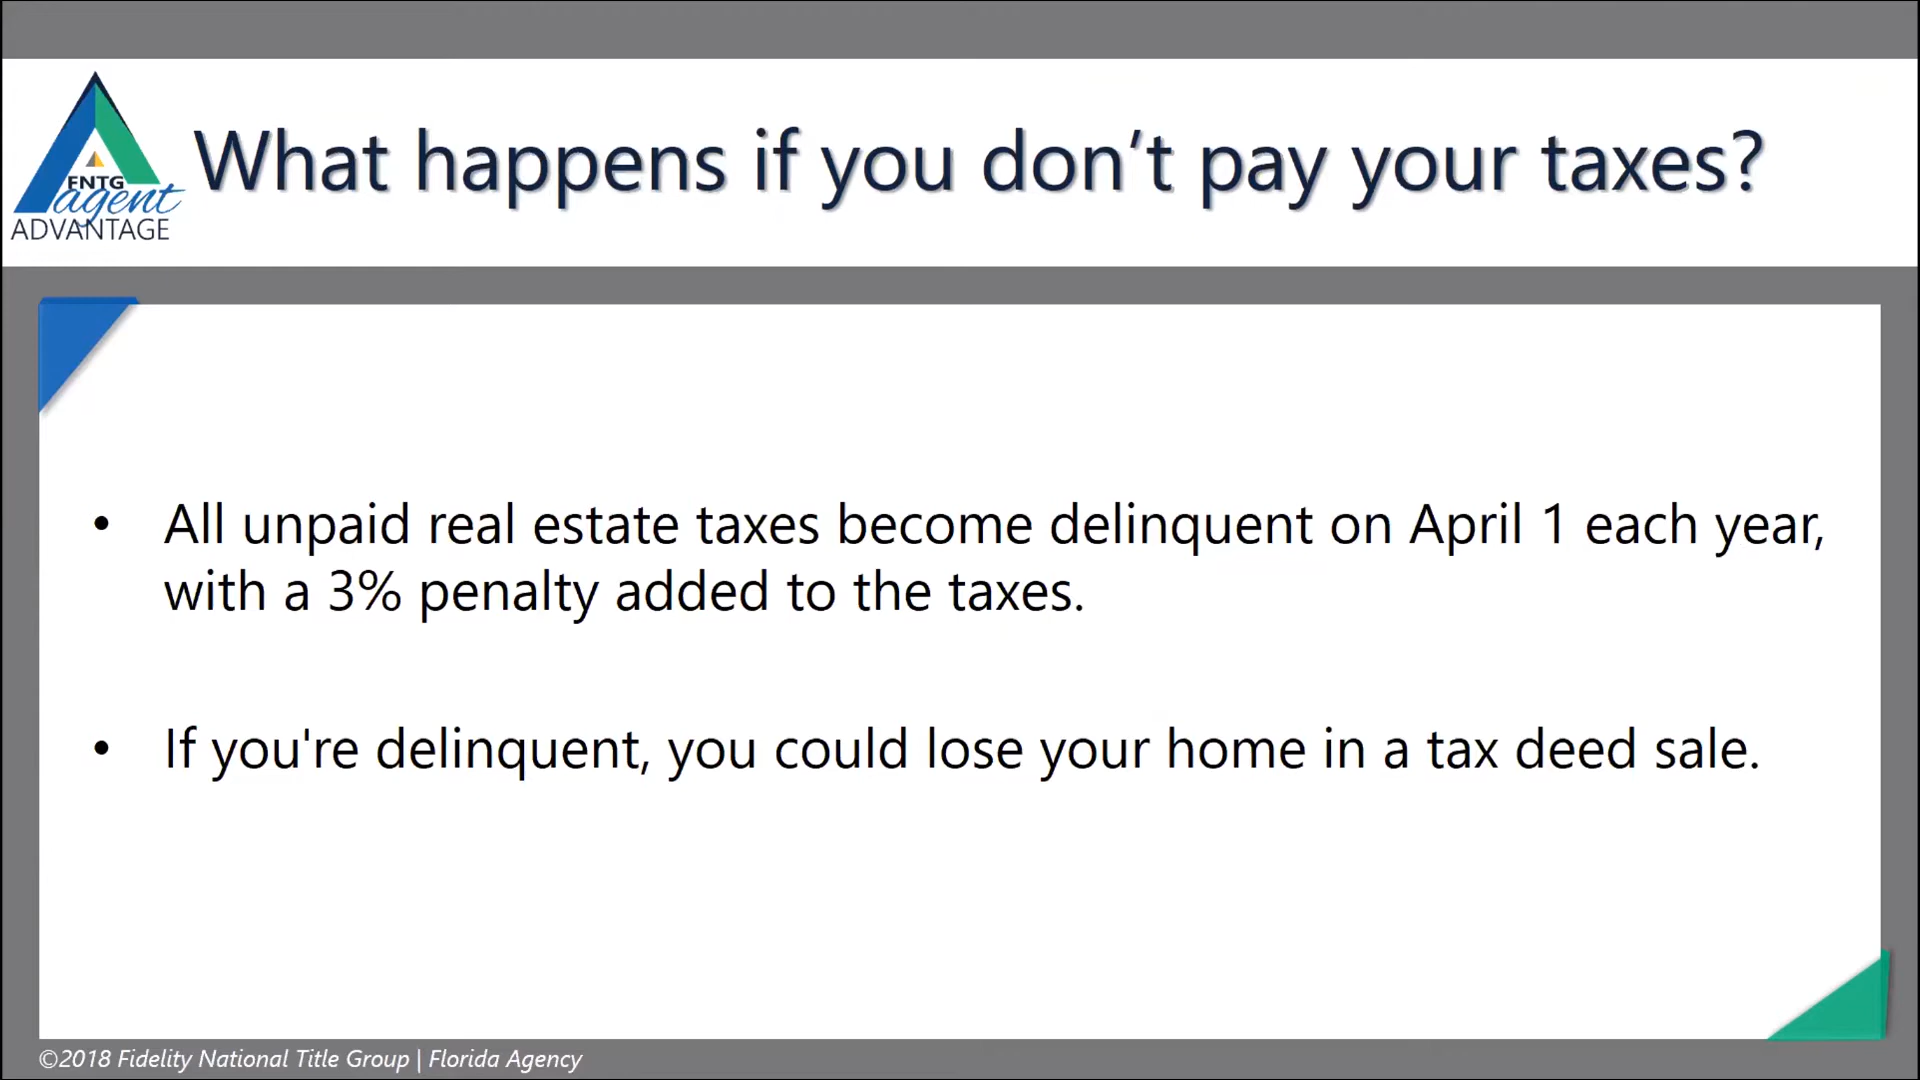 FNTG
agent
ADVANTAGE
What happens if you don’t pay your taxes?
• All unpaid real estate taxes become delinquent on April 1 each year,
with a 3% penalty added to the taxes.
• If you're delinquent, you could lose your home in a tax deed sale.
©2018 Fidelity National Title Group | Florida Agency